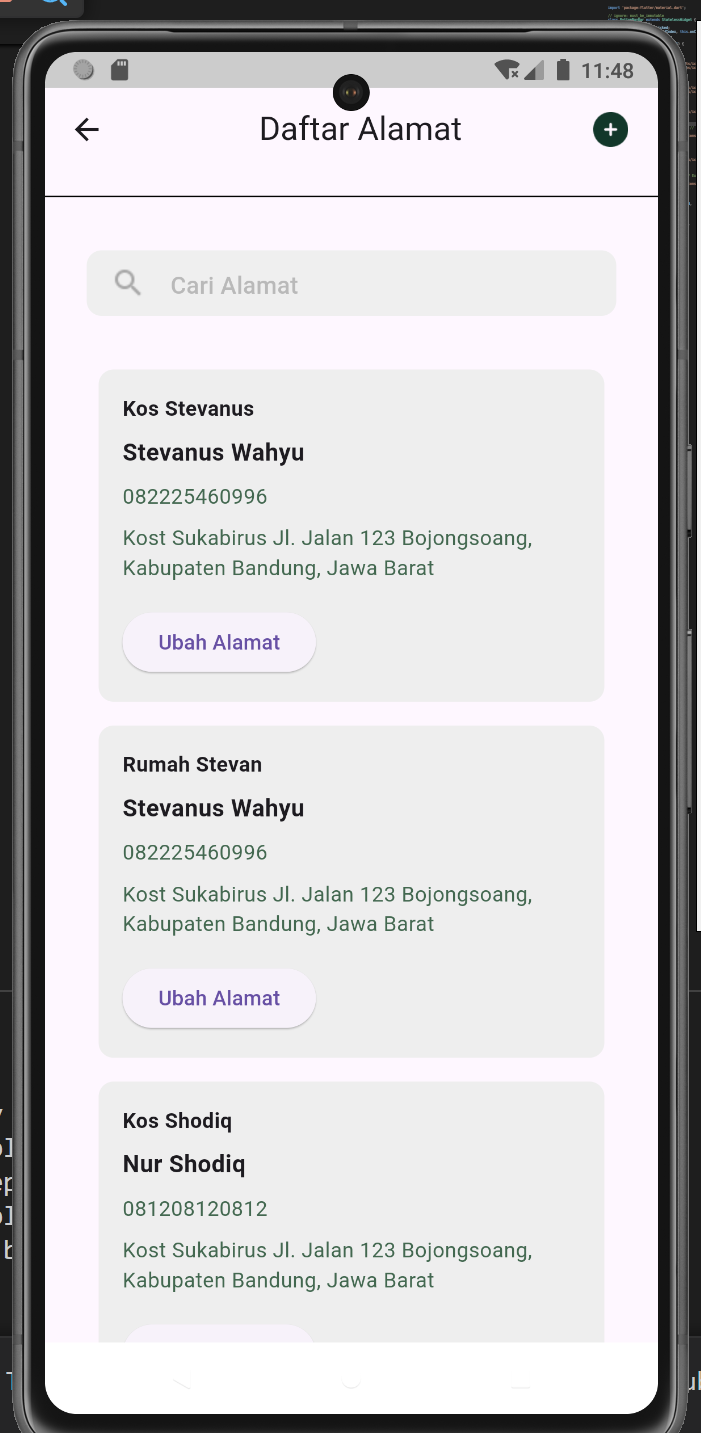 11:48
Daftar Alamat
Cari Alamat
Kos Stevanus
Stevanus Wahyu
082225460996
Kost Sukabirus Jl. Jalan 123 Bojongsoang,
Kabupaten Bandung, Jawa Barat
Ubah Alamat
Rumah Stevan
Stevanus Wahyu
082225460996
Kost Sukabirus Jl. Jalan 123 Bojongsoang,
Kabupaten Bandung, Jawa Barat
Ubah Alamat
Kos Shodiq
Nur Shodiq
081208120812
Kost Sukabirus Jl. Jalan 123 Bojongsoang,
Kabupaten Bandung, Jawa Barat